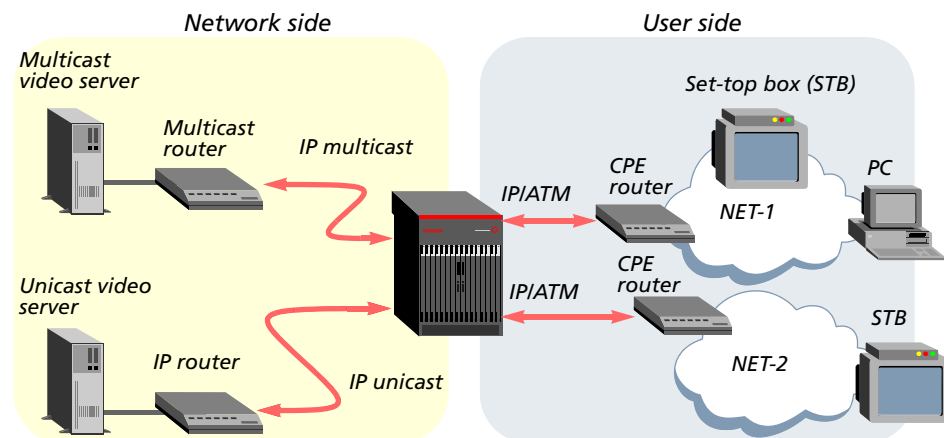 Network side
User side
Multicast
video server
Multicast
router
IP multicast
Set-top box (STB)
CPE
router
IP/ATM
NET-1
PC
Unicast video
server
IP router
IP unicast
IP/ATM
CPE
router
NET-2
STB